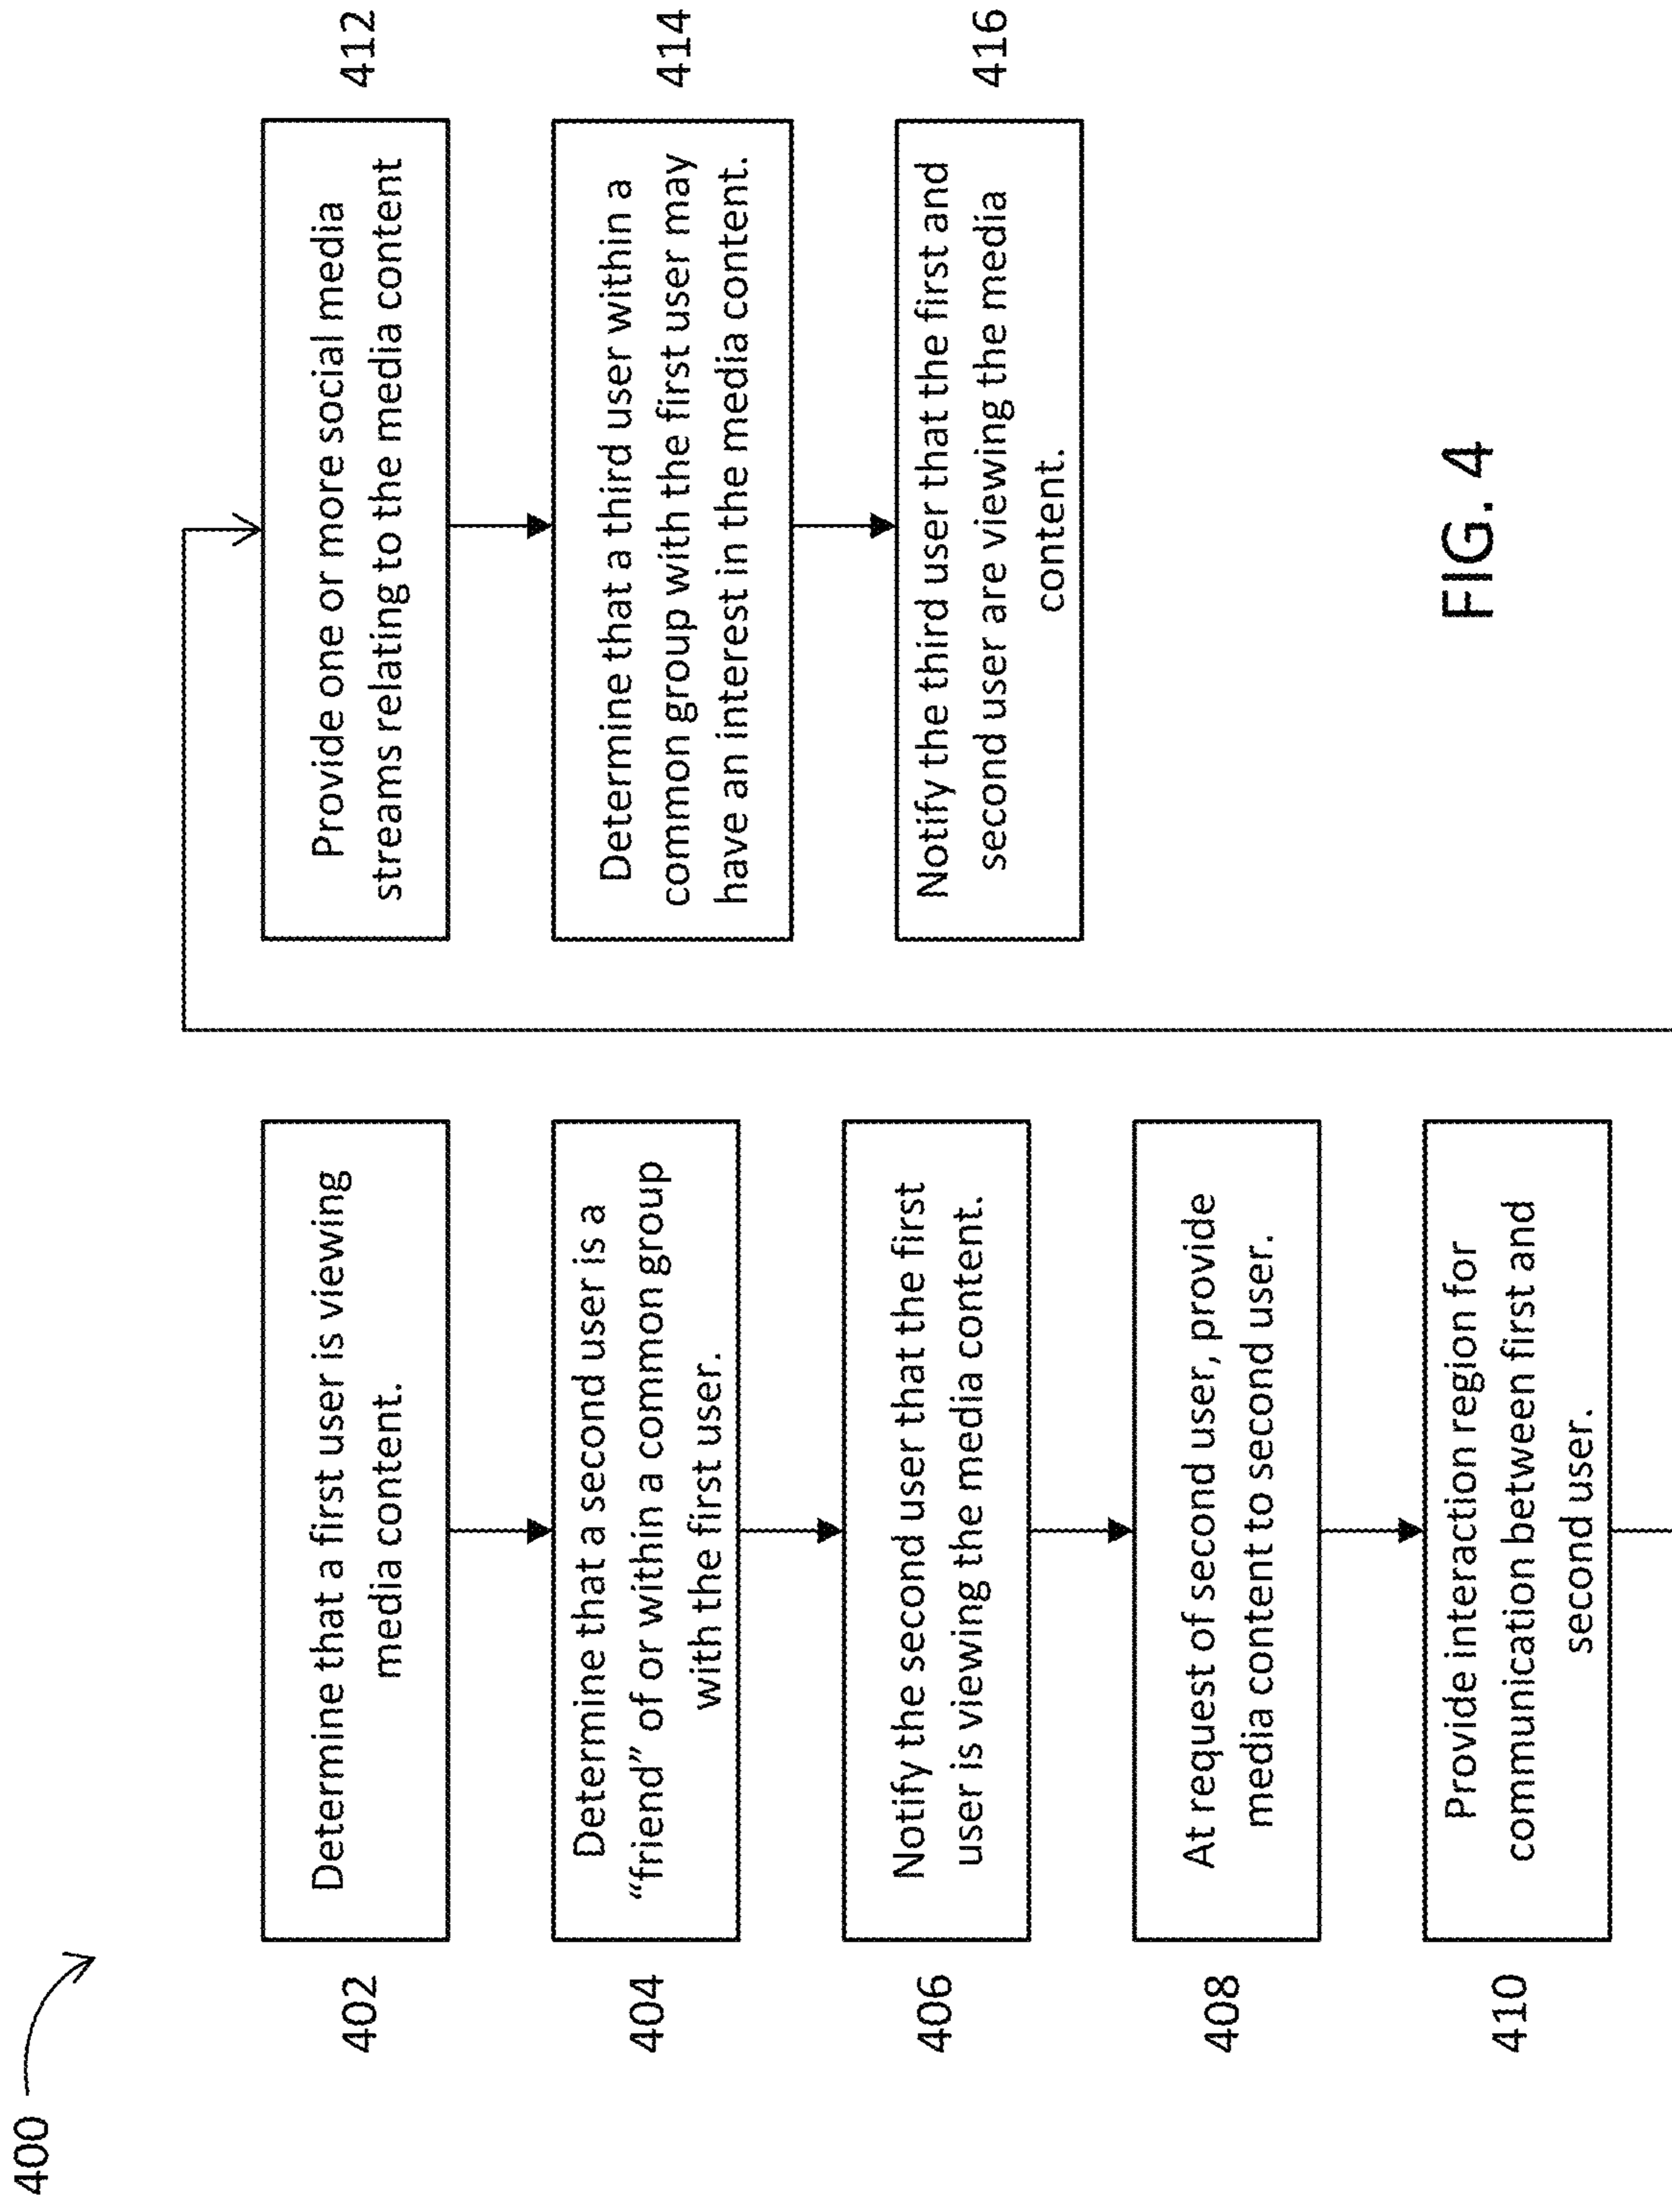 400
402
Determine that a first user is viewing
media content.
404
Determine that a second user is a
“friend” of or within a common group
with the first user.
406
Notify the second user that the first
user is viewing the media content.
408
At request of second user, provide
media content to second user.
410
Provide interaction region for
communication between first and
second user.
Provide one or more social media
streams relating to the media content
412
Determine that a third user within a
common group with the first user may
have an interest in the media content.
414
Notify the third user that the first and
second user are viewing the media
content.
416
FIG. 4